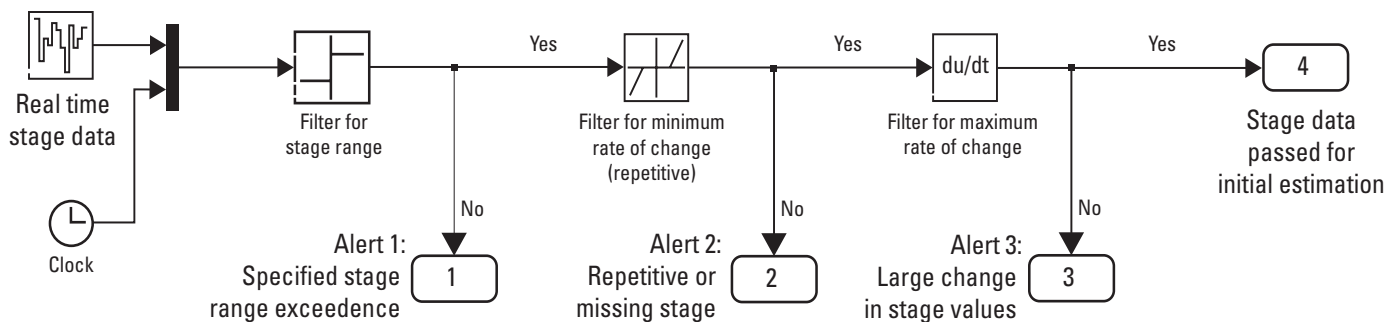 Real time
stage data
Clock
Filter for
stage range
Yes
No
Alert 1:
Specified stage
range exceedence
1
Filter for minimum
rate of change
(repetitive)
Yes
No
Alert 2:
Repetitive or
missing stage
2
du/dt
Filter for maximum
rate of change
Yes
No
Alert 3:
Large change
in stage values
3
4
Stage data
passed for
initial estimation